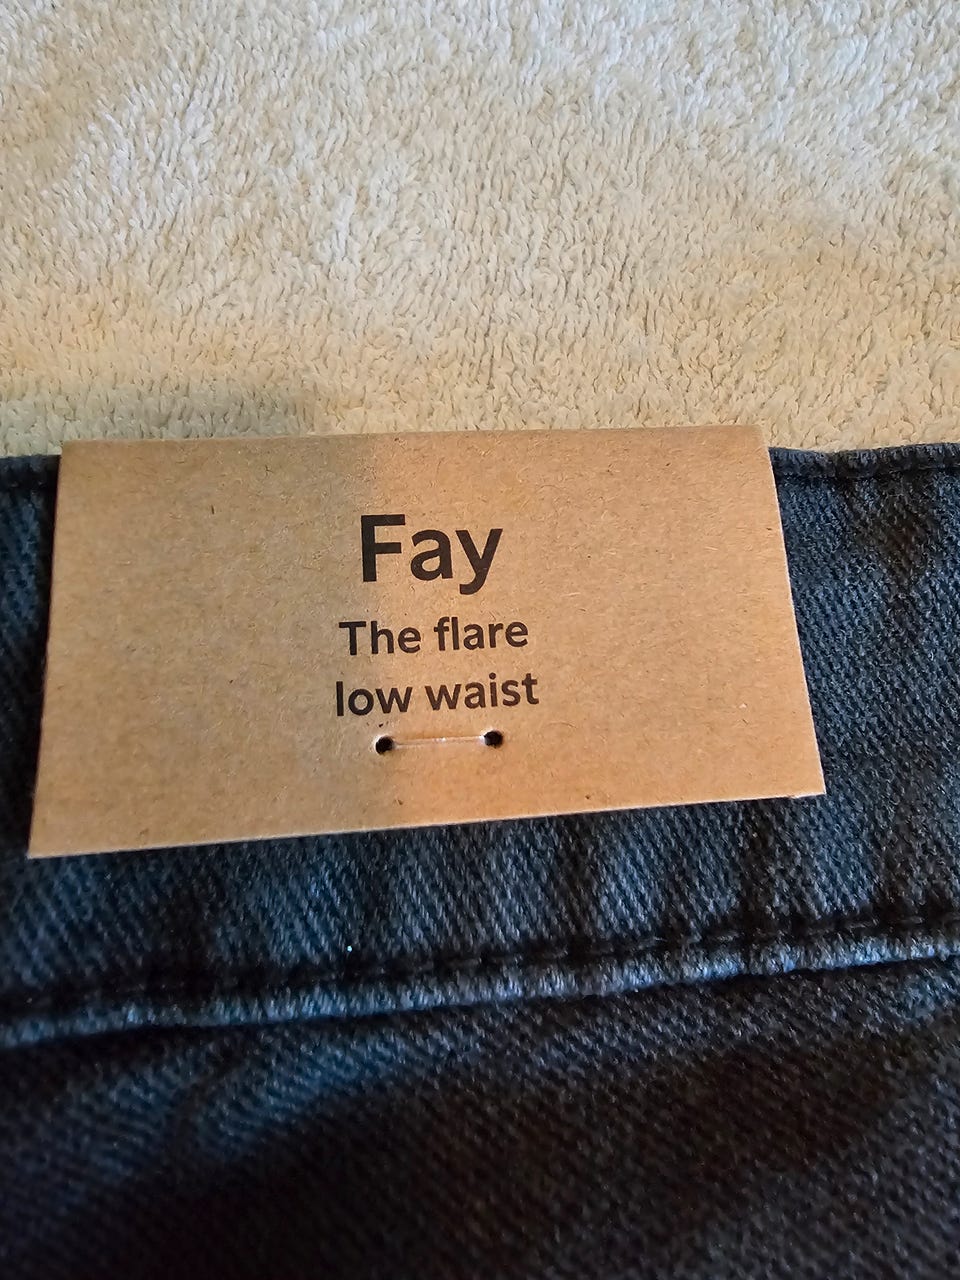 Fay
The flare
low waist